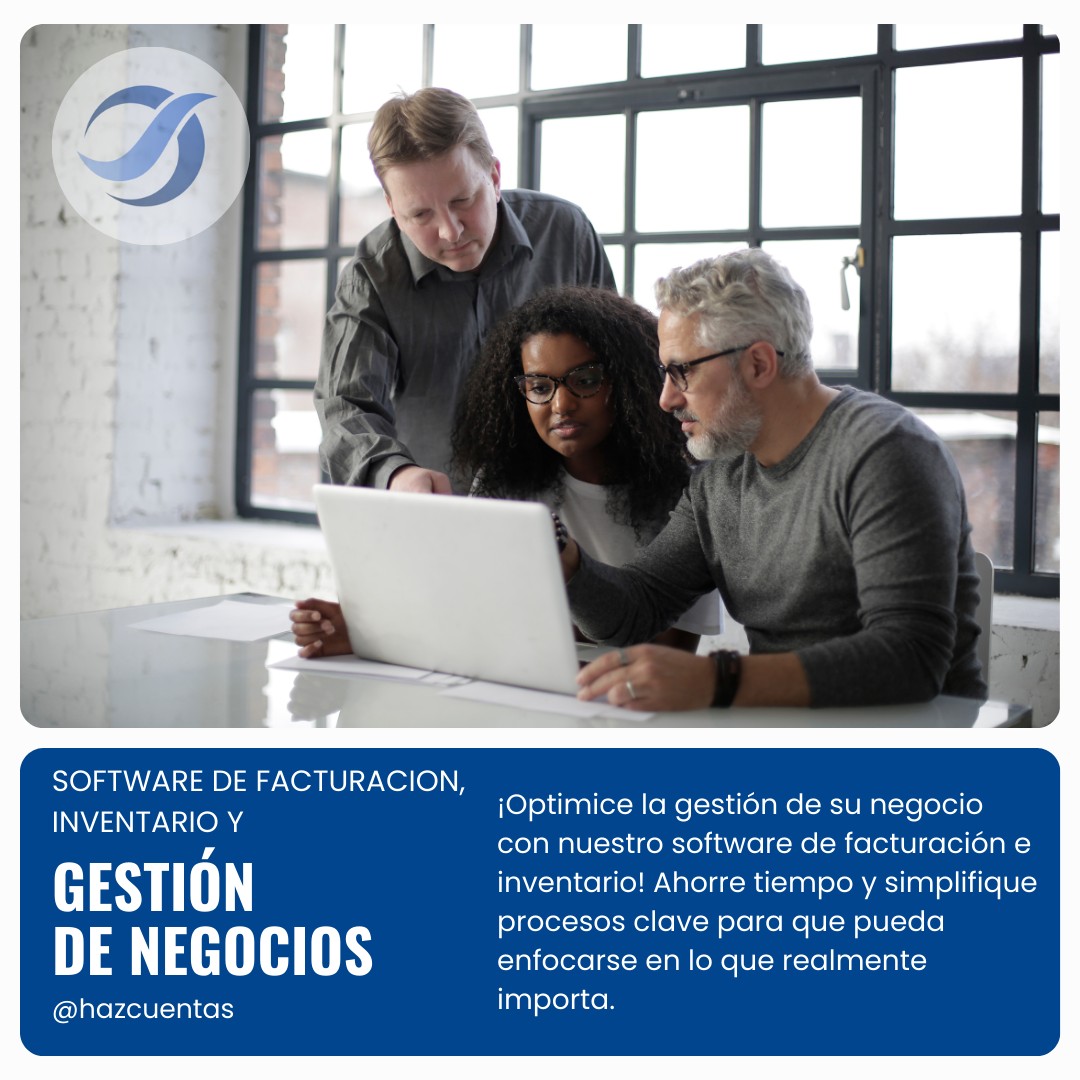 SOFTWARE DE FACTURACION,
INVENTARIO Y
GESTIÓN
DE NEGOCIOS
@hazcuentas
¡Optimice la gestión de su negocio
con nuestro software de facturación e
inventario! Ahorre tiempo y simplifique
procesos clave para que pueda
enfocarse en lo que realmente
importa.